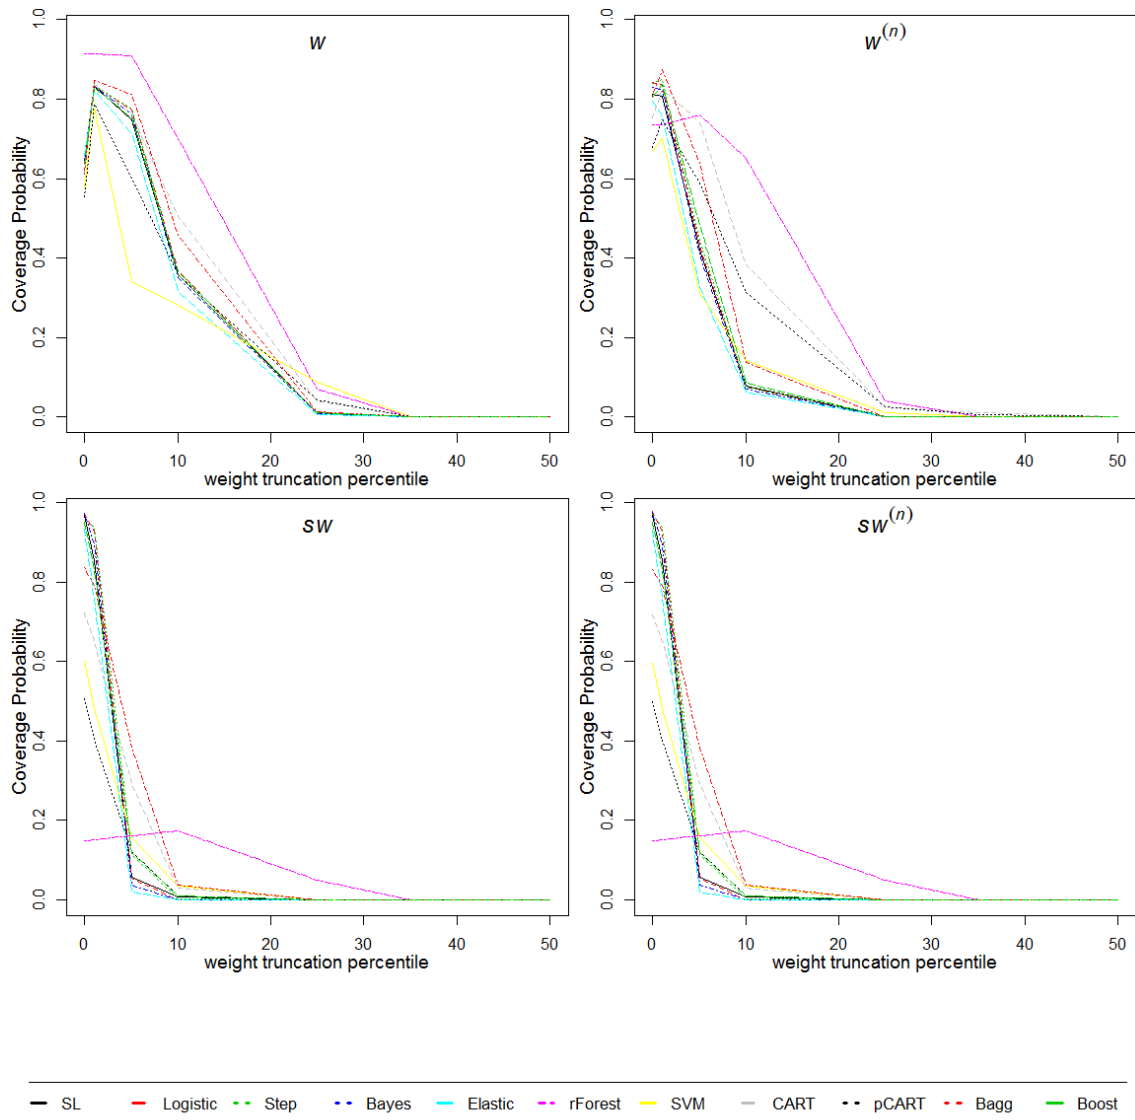 w
w^(n)
Coverage Probability
0.0 0.2 0.4 0.6 0.8 1.0
0 10 20 30 40 50
weight truncation percentile
Coverage Probability
0.0 0.2 0.4 0.6 0.8 1.0
0 10 20 30 40 50
weight truncation percentile
sw
sw^(n)
Coverage Probability
0.0 0.2 0.4 0.6 0.8 1.0
0 10 20 30 40 50
weight truncation percentile
Coverage Probability
0.0 0.2 0.4 0.6 0.8 1.0
0 10 20 30 40 50
weight truncation percentile
SL Logistic Step Bayes Elastic rForest SVM CART pCART Bagg Boost